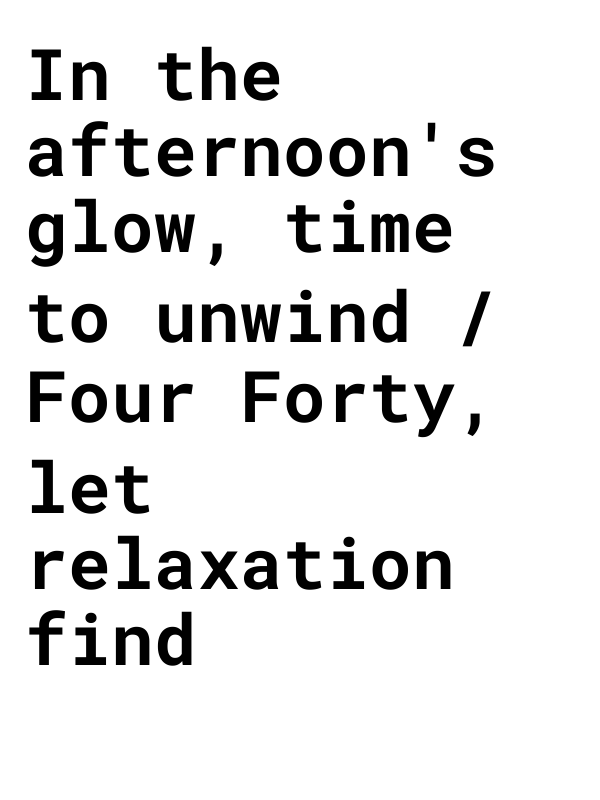 In the
afternoon's
glow, time
to unwind /
Four Forty,
let
relaxation
find